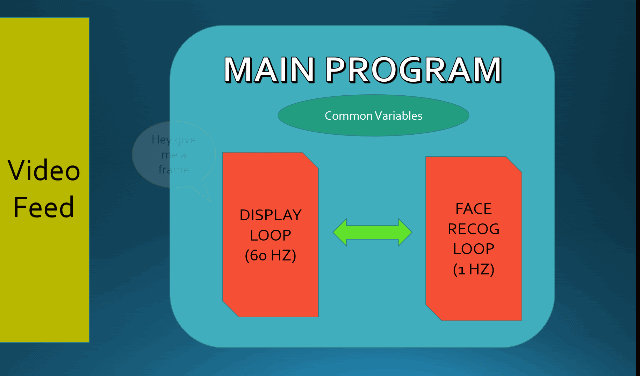 MAIN PROGRAM
Common Variables
Hey give
me a
frame
Video
Feed
DISPLAY
LOOP
(60 HZ)
FACE
RECOG
LOOP
(1 HZ)